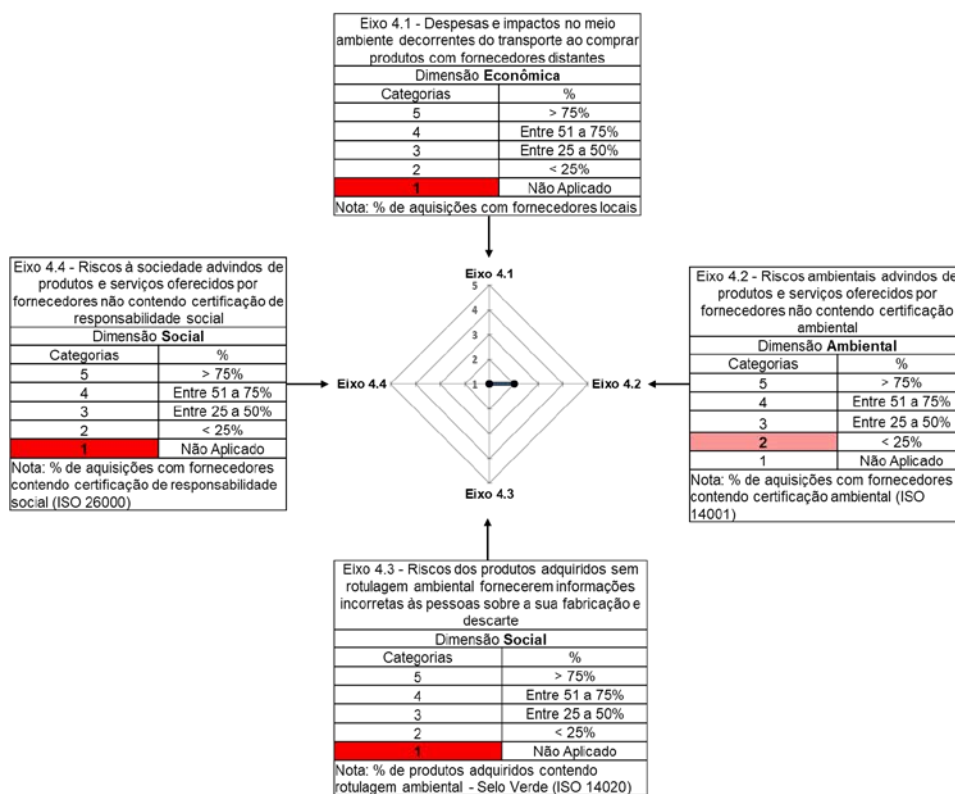 Eixo 4.1 - Despesas e impactos no meio
ambiente decorrentes do transporte ao comprar
produtos com fornecedores distantes
Dimensão Econômica
Categorias %
5 > 75%
4 Entre 51 a 75%
3 Entre 25 a 50%
2 < 25%
1 Não Aplicado
Nota: % de aquisições com fornecedores locais
Eixo 4.4 - Riscos à sociedade advindos de
produtos e serviços oferecidos por
fornecedores não contendo certificação de
responsabilidade social
Dimensão Social
Categorias %
5 > 75%
4 Entre 51 a 75%
3 Entre 25 a 50%
2 < 25%
1 Não Aplicado
Nota: % de aquisições com fornecedores
contendo certificação de responsabilidade
social (ISO 26000)
Eixo 4.1
5
4
3
2
1
Eixo 4.4
Eixo 4.2
Eixo 4.3
Eixo 4.2 - Riscos ambientais advindos de
produtos e serviços oferecidos por
fornecedores não contendo certificação
ambiental
Dimensão Ambiental
Categorias %
5 > 75%
4 Entre 51 a 75%
3 Entre 25 a 50%
2 < 25%
1 Não Aplicado
Nota: % de aquisições com fornecedores
contendo certificação ambiental (ISO
14001)
Eixo 4.3 - Riscos dos produtos adquiridos sem
rotulagem ambiental fornecerem informações
incorretas às pessoas sobre a sua fabricação e
descarte
Dimensão Social
Categorias %
5 > 75%
4 Entre 51 a 75%
3 Entre 25 a 50%
2 < 25%
1 Não Aplicado
Nota: % de produtos adquiridos contendo
rotulagem ambiental - Selo Verde (ISO 14020)